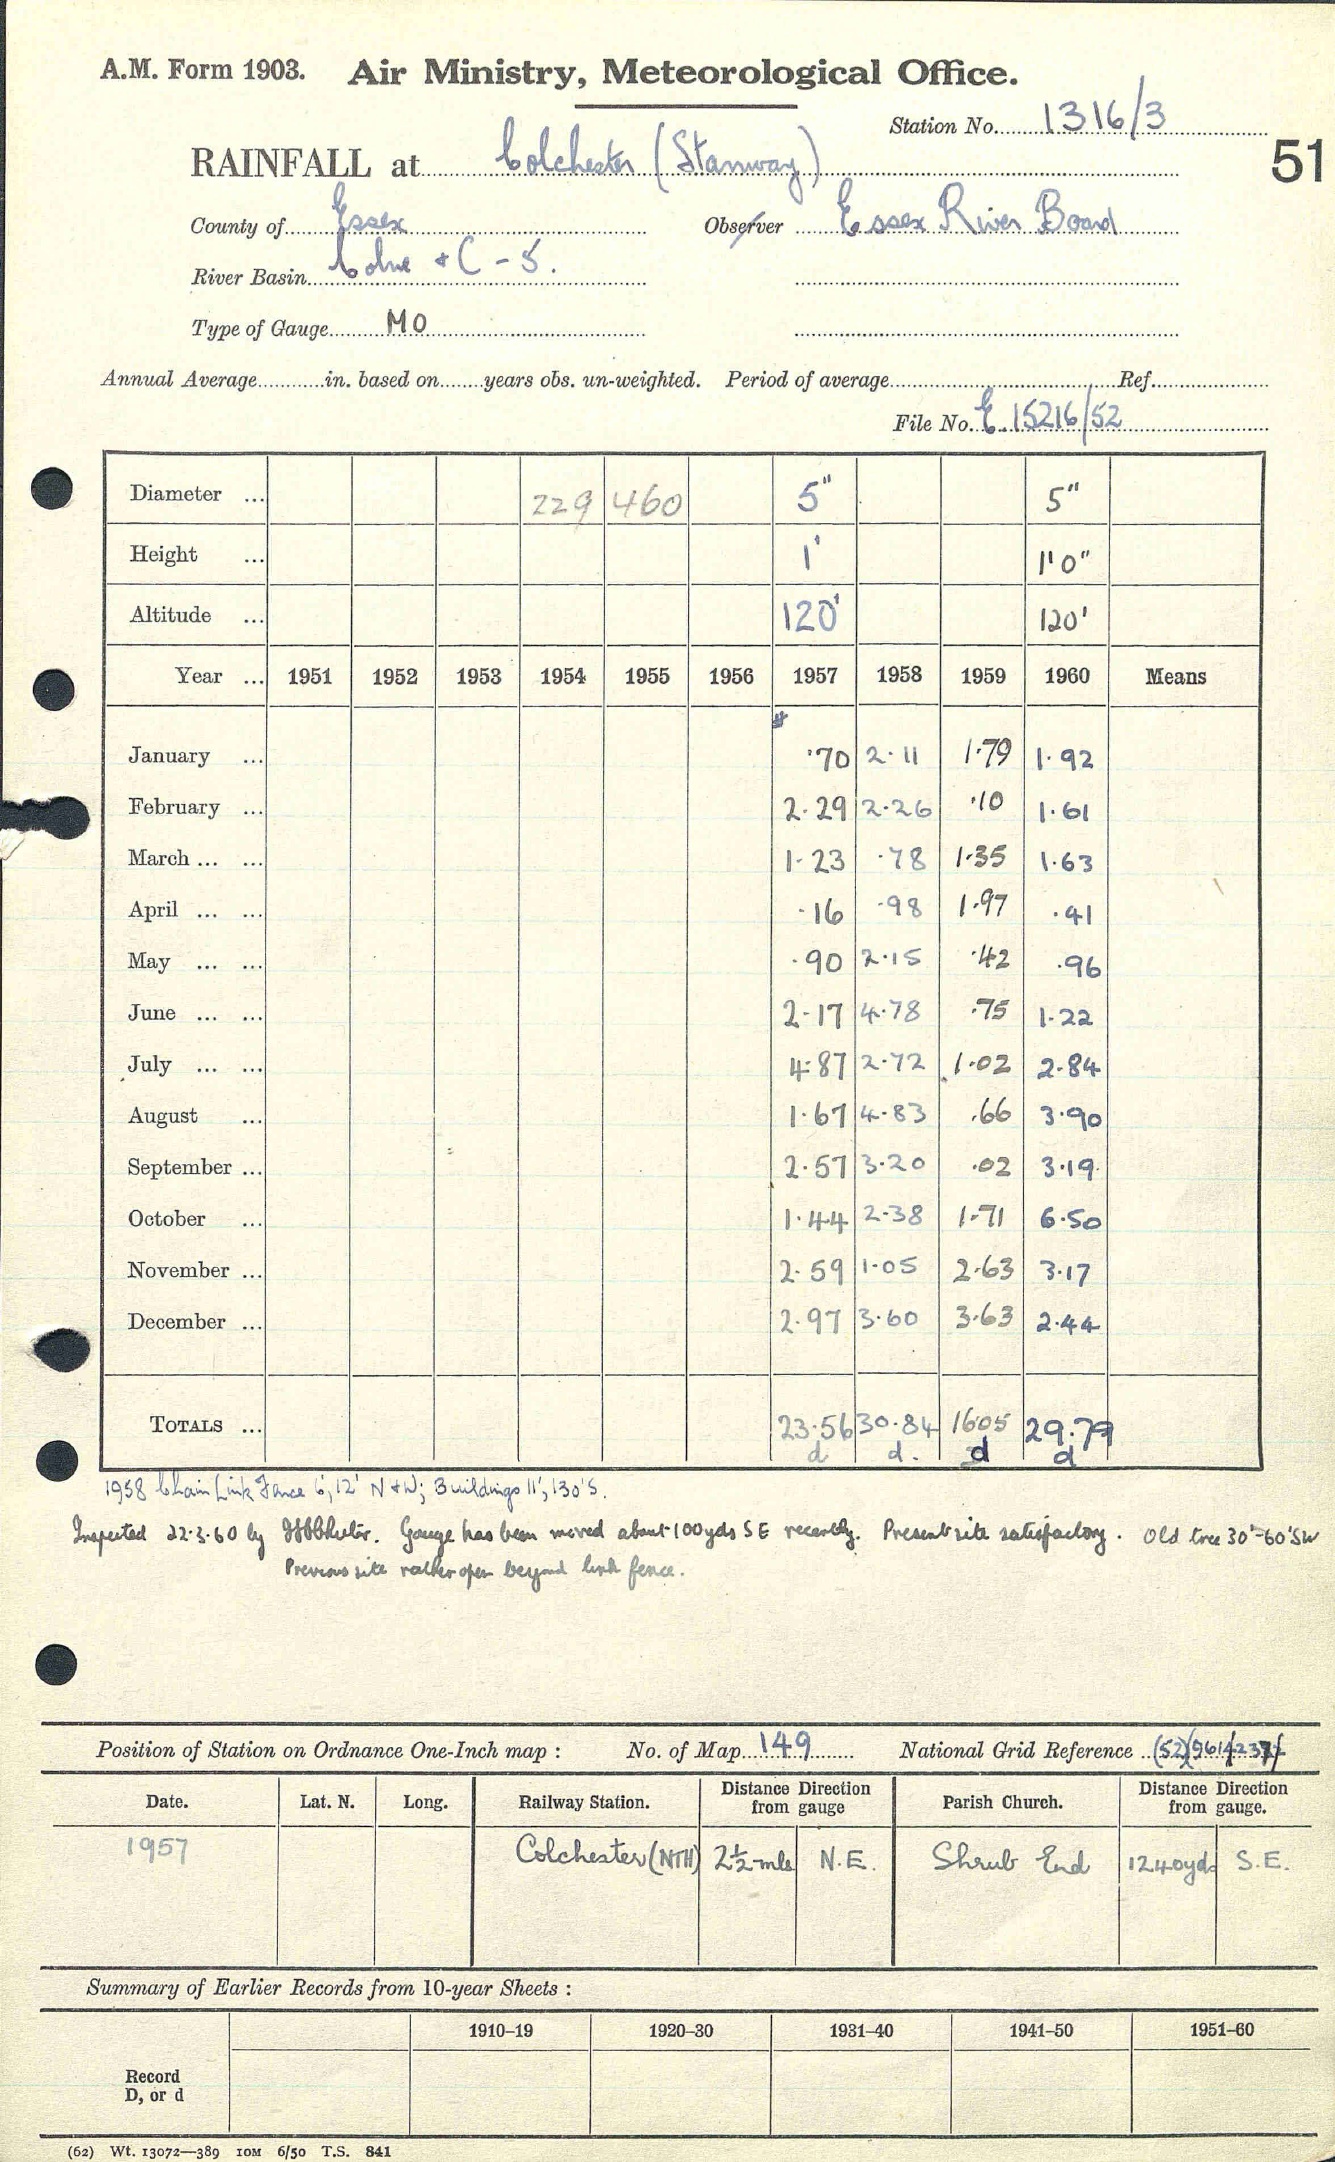 A.M. Form 1903. Air Ministry, Meteorological Office.
Station No. 1316/3
51
RAINFALL at Colchester (Stanway)
County of Essex Observer Essex River Board
River Basin Colne + C - 5.
Type of Gauge MO
Annual Average in. based on years obs. un-weighted. Period of average Ref.
File No. E.15216/52
Diameter ... 229 460 5" 5"
Height ... 1' 1'0"
Altitude ... 120' 120'
Year ... 1951 1952 1953 1954 1955 1956 1957 1958 1959 1960 Means
#
January ... ·70 2·11 1·79 1·92
February ... 2·29 2·26 ·10 1·61
March ... ... 1·23 ·78 1·35 1·63
April ... ... ·16 ·98 1·97 ·41
May ... ... ·90 2·15 ·42 ·96
June ... ... 2·17 4·78 ·75 1·22
July ... ... 4·87 2·72 1·02 2·84
August ... 1·67 4·83 ·66 3·90
September ... 2·57 3·20 ·02 3·19
October ... 1·44 2·38 1·71 6·50
November ... 2·59 1·05 2·63 3·17
December ... 2·97 3·60 3·63 2·44
TOTALS ... 23·56 30·84 1605 29·79
d d. d d
1958 Chain Link Fence 6', 12' N + W; Buildings 11', 130'S.
Inspected 22·3·60 by Gauge has been moved about 100yds SE recently. Present site satisfactory. Old tree 30'-60'SW
Previous site rather open beyond link fence.
Position of Station on Ordnance One-Inch map : No. of Map 149 National Grid Reference (52)
Date. Lat. N. Long. Railway Station. Distance Direction from gauge Parish Church. Distance Direction from gauge.
1957 Colchester (NTH) 2½ mls N.E. Shrub End 1240yds S.E.
Summary of Earlier Records from 10-year Sheets :
1910–19 1920–30 1931–40 1941–50 1951–60
Record
D, or d
(62) Wt. 13072—389 10M 6/50 T.S. 841